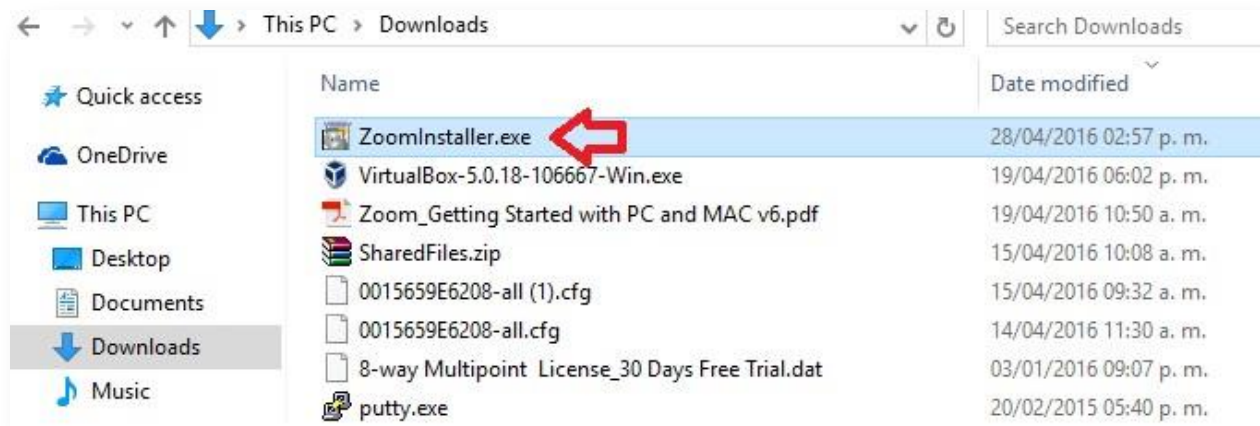 This PC > Downloads
Search Downloads
Quick access
OneDrive
This PC
Desktop
Documents
Downloads
Music
Name Date modified
ZoomInstaller.exe 28/04/2016 02:57 p. m.
VirtualBox-5.0.18-106667-Win.exe 19/04/2016 06:02 p. m.
Zoom_Getting Started with PC and MAC v6.pdf 19/04/2016 10:50 a. m.
SharedFiles.zip 15/04/2016 10:08 a. m.
0015659E6208-all (1).cfg 15/04/2016 09:32 a. m.
0015659E6208-all.cfg 14/04/2016 11:30 a. m.
8-way Multipoint License_30 Days Free Trial.dat 03/01/2016 09:07 p. m.
putty.exe 20/02/2015 05:40 p. m.